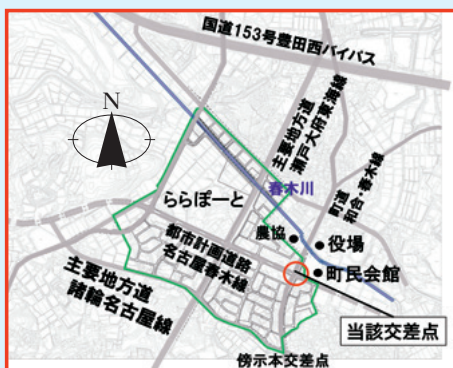 国道153号豊田西バイパス
N
主要地方道
瀬戸大府東海線
春木川
町道
和合・春木線
ららぽーと
農協
役場
都市計画道路
名古屋春木線
町民会館
主要地方道
諸輪名古屋線
当該交差点
傍示本交差点